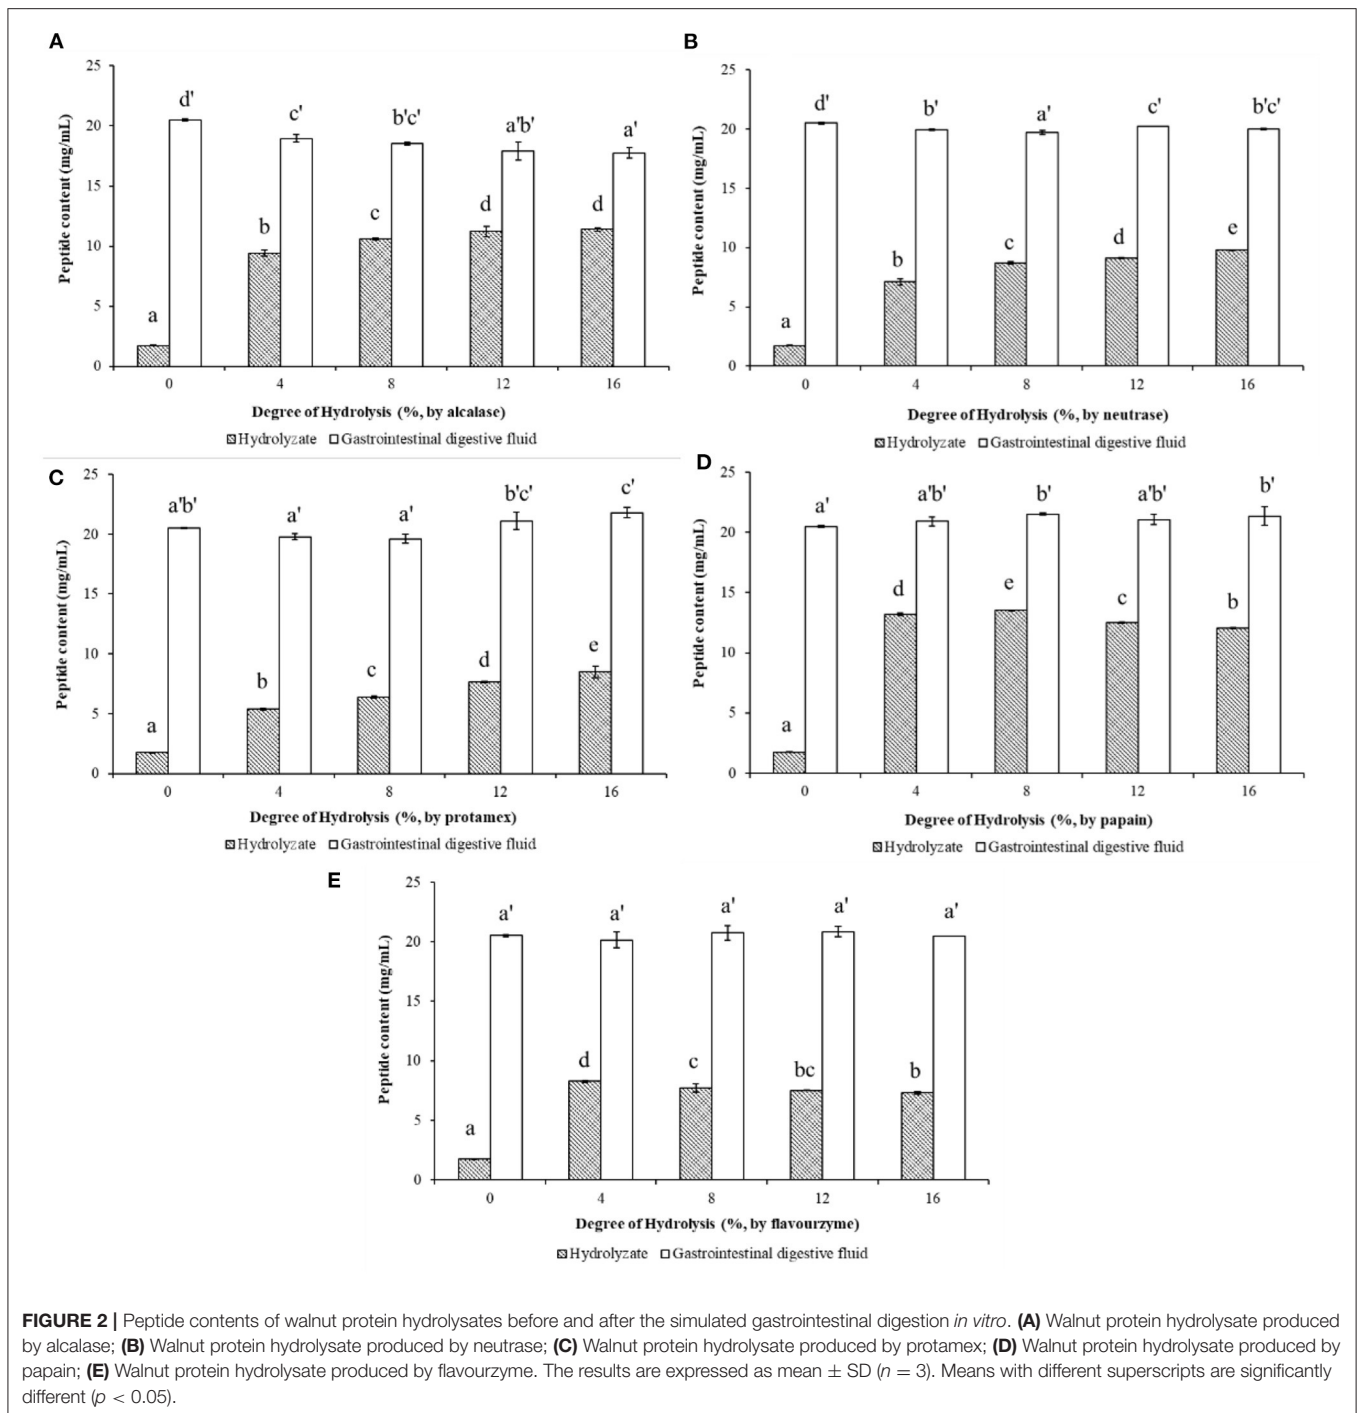 A
25
20
15
10
5
0
Peptide content (mg/mL)
d'
c'
b'c'
a'b'
a'
a
b
c
d
d
0 4 8 12 16
Degree of Hydrolysis (%, by alcalase)
Hydrolyzate Gastrointestinal digestive fluid
B
25
20
15
10
5
0
Peptide content (mg/mL)
d'
b'
a'
c'
b'c'
a
b
c
d
e
0 4 8 12 16
Degree of Hydrolysis (%, by neutrase)
Hydrolyzate Gastrointestinal digestive fluid
C
25
20
15
10
5
0
Peptide content (mg/mL)
a'b'
a'
a'
b'c'
c'
a
b
c
d
e
0 4 8 12 16
Degree of Hydrolysis (%, by protamex)
Hydrolyzate Gastrointestinal digestive fluid
D
25
20
15
10
5
0
Peptide content (mg/mL)
a'
a'b'
b'
a'b'
b'
a
d
e
c
b
0 4 8 12 16
Degree of Hydrolysis (%, by papain)
Hydrolyzate Gastrointestinal digestive fluid
E
25
20
15
10
5
0
Peptide content (mg/mL)
a'
a'
a'
a'
a'
a
d
c
bc
b
0 4 8 12 16
Degree of Hydrolysis (%, by flavourzyme)
Hydrolyzate Gastrointestinal digestive fluid
FIGURE 2 | Peptide contents of walnut protein hydrolysates before and after the simulated gastrointestinal digestion in vitro. (A) Walnut protein hydrolysate produced
by alcalase; (B) Walnut protein hydrolysate produced by neutrase; (C) Walnut protein hydrolysate produced by protamex; (D) Walnut protein hydrolysate produced by
papain; (E) Walnut protein hydrolysate produced by flavourzyme. The results are expressed as mean ± SD (n = 3). Means with different superscripts are significantly
different (p < 0.05).